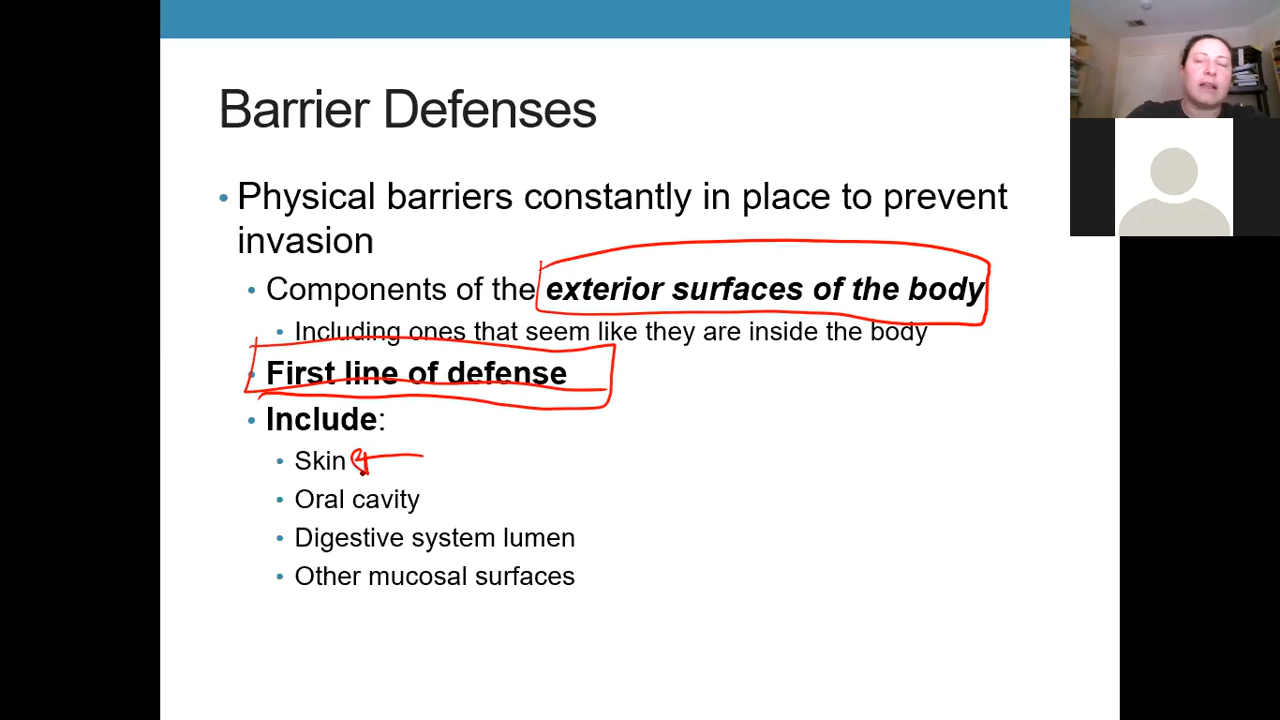 Barrier Defenses
• Physical barriers constantly in place to prevent
invasion
• Components of the exterior surfaces of the body
• Including ones that seem like they are inside the body
• First line of defense
• Include:
• Skin
• Oral cavity
• Digestive system lumen
• Other mucosal surfaces